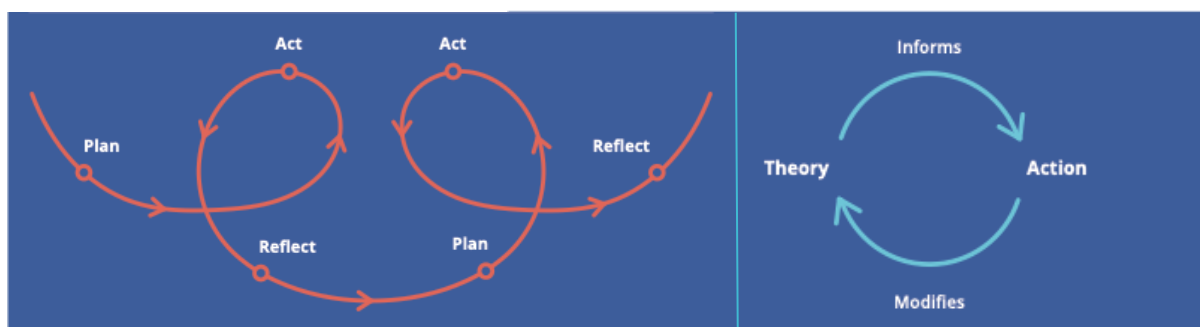 Act
Act
Plan
Reflect
Reflect
Plan
Informs
Theory
Action
Modifies